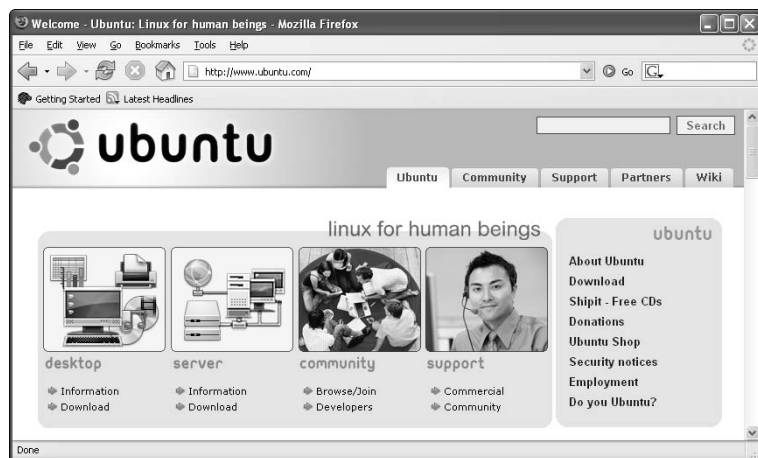 Welcome - Ubuntu: Linux for human beings - Mozilla Firefox
File Edit View Go Bookmarks Tools Help
http://www.ubuntu.com/ Go G
Getting Started Latest Headlines
ubuntu
Search
Ubuntu Community Support Partners Wiki
linux for human beings
desktop
Information
Download
server
Information
Download
community
Browse/Join
Developers
support
Commercial
Community
ubuntu
About Ubuntu
Download
Shipit - Free CDs
Donations
Ubuntu Shop
Security notices
Employment
Do you Ubuntu?
Done